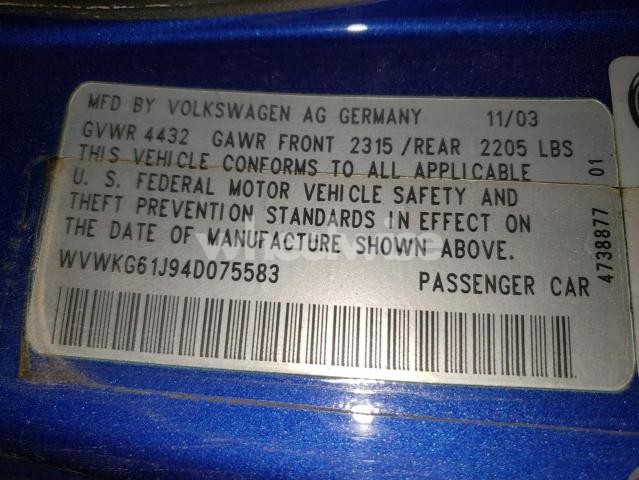 MFD BY VOLKSWAGEN AG GERMANY 11/03
GVWR 4432 GAWR FRONT 2315 /REAR 2205 LBS
THIS VEHICLE CONFORMS TO ALL APPLICABLE
U. S. FEDERAL MOTOR VEHICLE SAFETY AND
THEFT PREVENTION STANDARDS IN EFFECT ON
THE DATE OF MANUFACTURE SHOWN ABOVE.
WVWKG61J94D075583 PASSENGER CAR
4738877 01